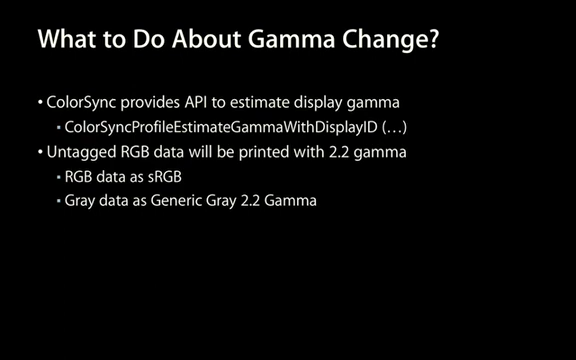 What to Do About Gamma Change?
• ColorSync provides API to estimate display gamma
▪ ColorSyncProfileEstimateGammaWithDisplayID (…)
• Untagged RGB data will be printed with 2.2 gamma
▪ RGB data as sRGB
▪ Gray data as Generic Gray 2.2 Gamma